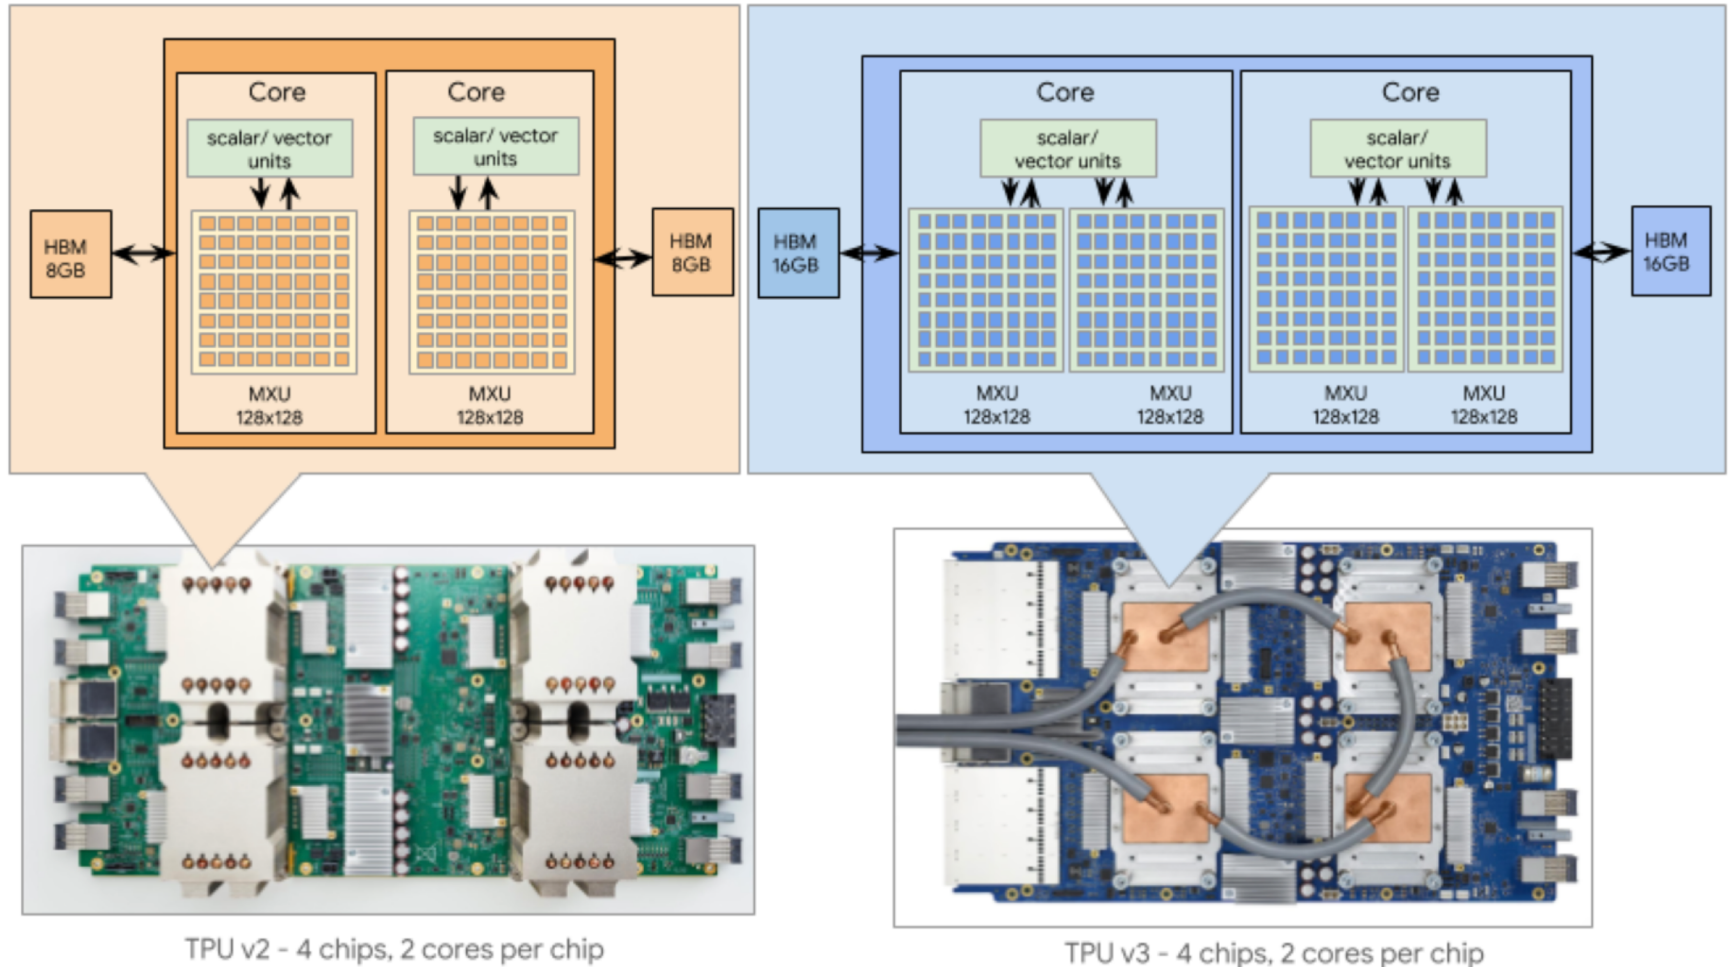 Core
scalar/ vector
units
MXU
128x128
Core
scalar/ vector
units
MXU
128x128
HBM
8GB
HBM
8GB
Core
scalar/
vector units
MXU
128x128
MXU
128x128
Core
scalar/
vector units
MXU
128x128
MXU
128x128
HBM
16GB
HBM
16GB
TPU v2 - 4 chips, 2 cores per chip
TPU v3 - 4 chips, 2 cores per chip